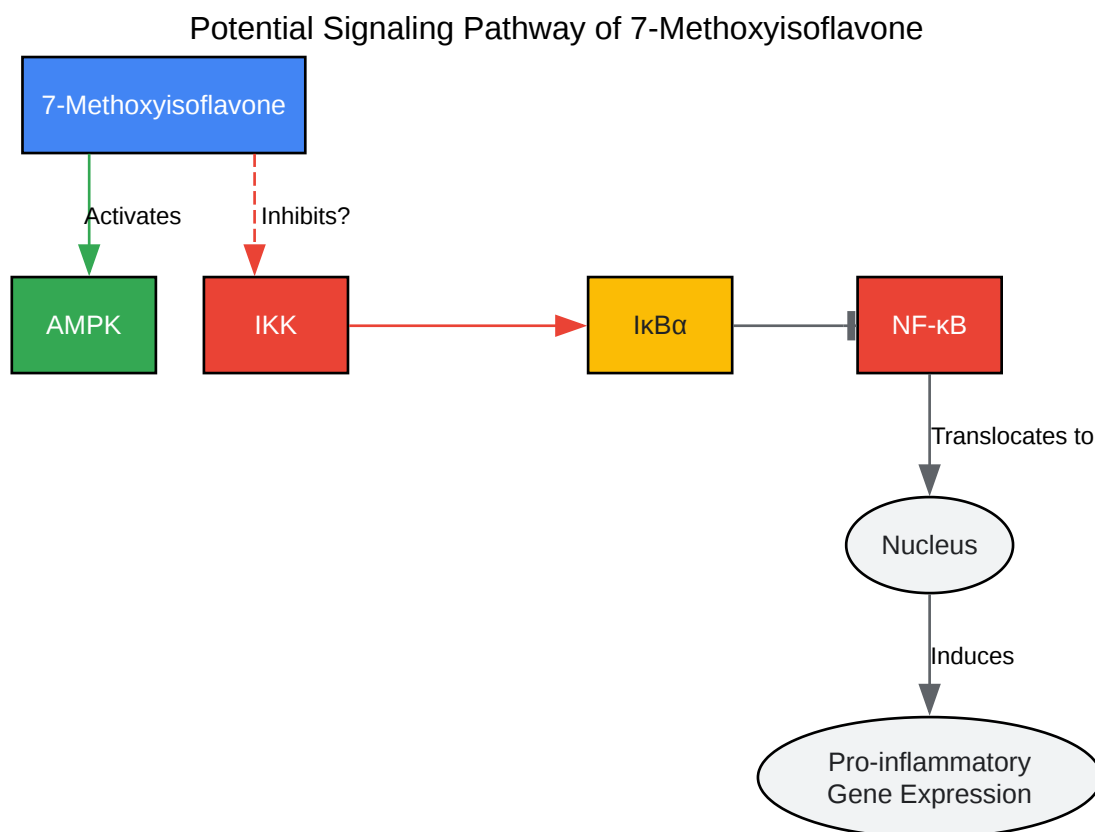 Potential Signaling Pathway of 7-Methoxyisoflavone
7-Methoxyisoflavone
Activates
Inhibits?
AMPK
IKK
IκBα
NF-κB
Translocates to
Nucleus
Induces
Pro-inflammatory
Gene Expression